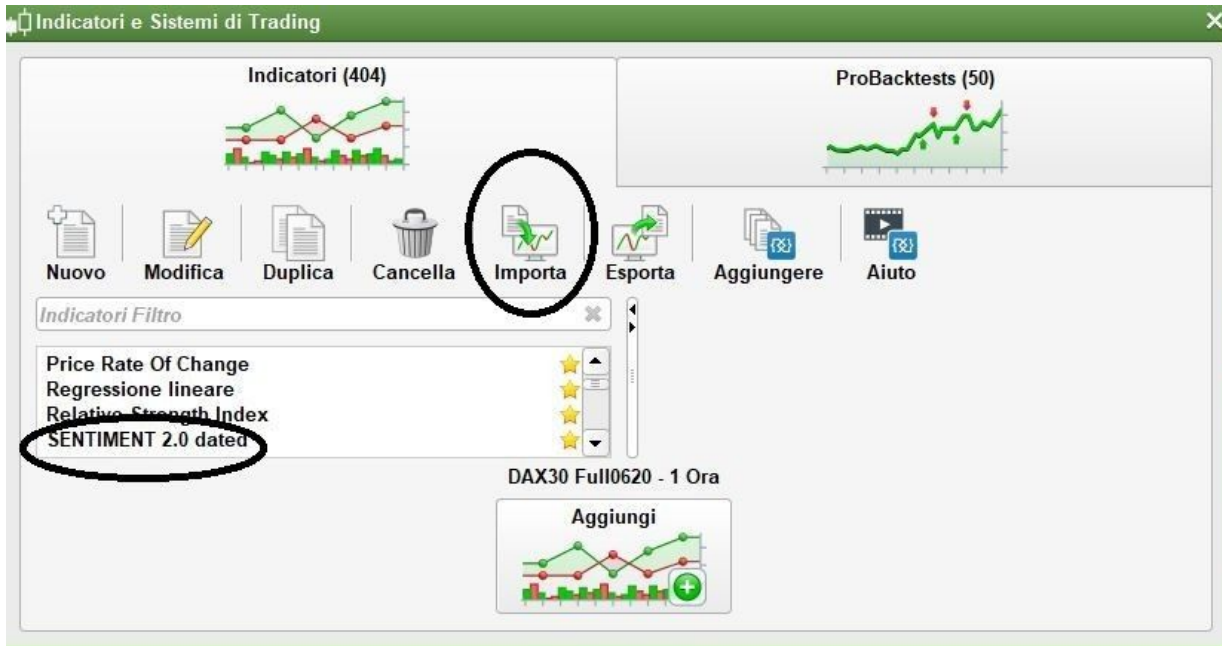 Indicatori e Sistemi di Trading
Indicatori (404)
ProBacktests (50)
Nuovo Modifica Duplica Cancella Importa Esporta Aggiungere Aiuto
Indicatori Filtro
Price Rate Of Change
Regressione lineare
Relative Strength Index
SENTIMENT 2.0 dated
DAX30 Full0620 - 1 Ora
Aggiungi